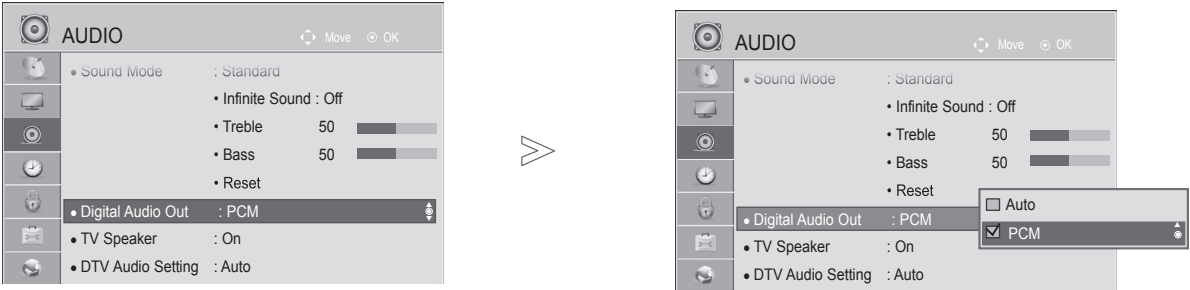 AUDIO
Move OK
• Sound Mode : Standard
• Infinite Sound : Off
• Treble 50
• Bass 50
• Reset
• Digital Audio Out : PCM
• TV Speaker : On
• DTV Audio Setting : Auto
AUDIO
Move OK
• Sound Mode : Standard
• Infinite Sound : Off
• Treble 50
• Bass 50
• Reset
Auto
• Digital Audio Out : PCM
PCM
• TV Speaker : On
• DTV Audio Setting : Auto